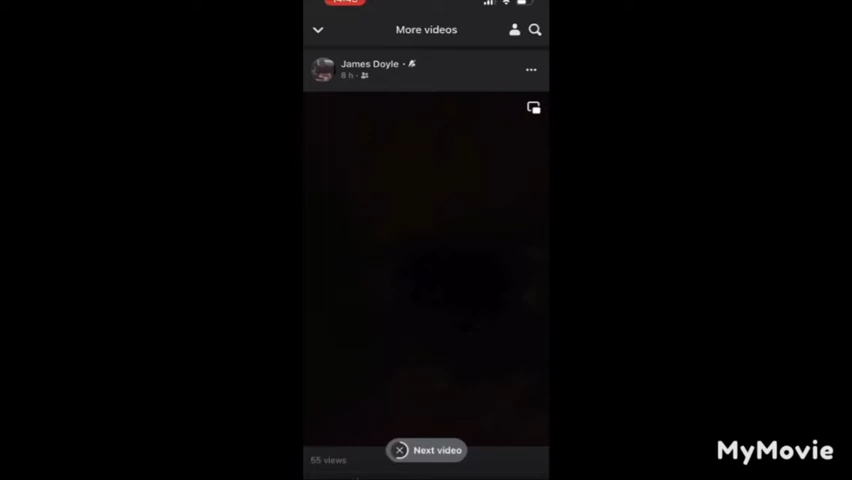 More videos
James Doyle ·
8 h ·
55 views
Next video
MyMovie